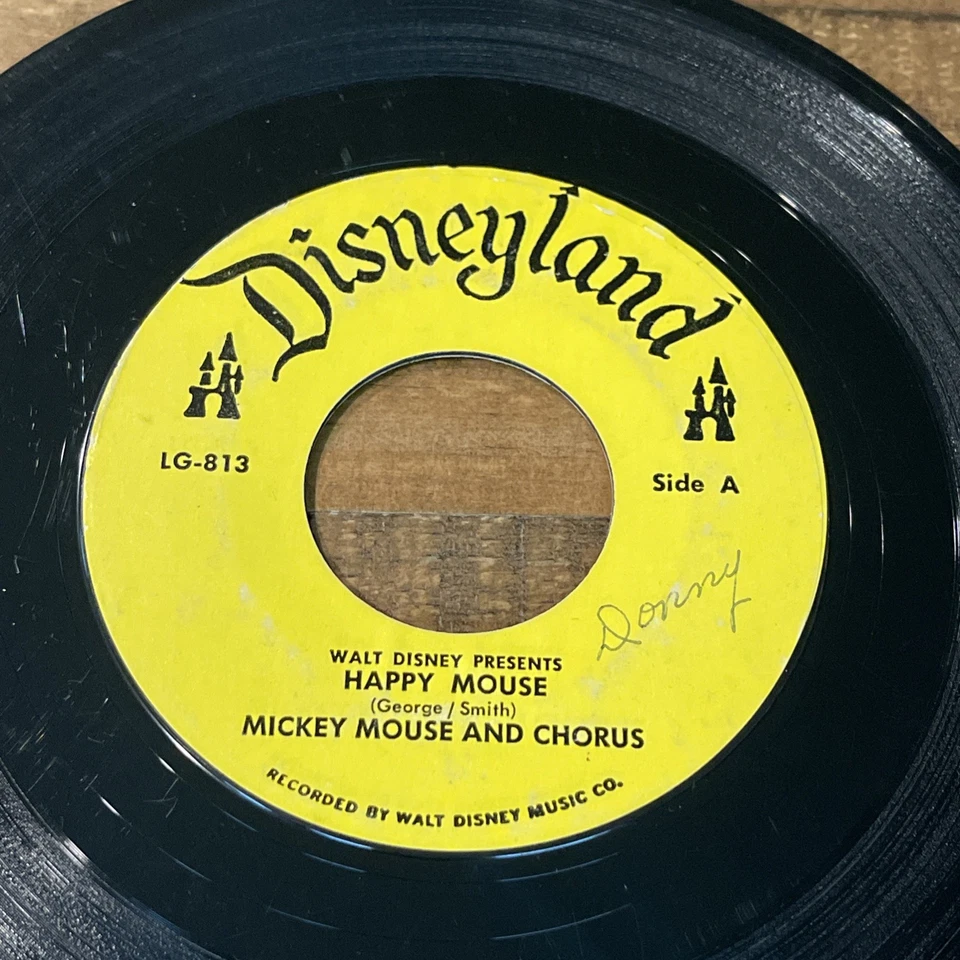 Disneyland
LG-813
Side A
Donny
WALT DISNEY PRESENTS
HAPPY MOUSE
(George / Smith)
MICKEY MOUSE AND CHORUS
RECORDED BY WALT DISNEY MUSIC CO.